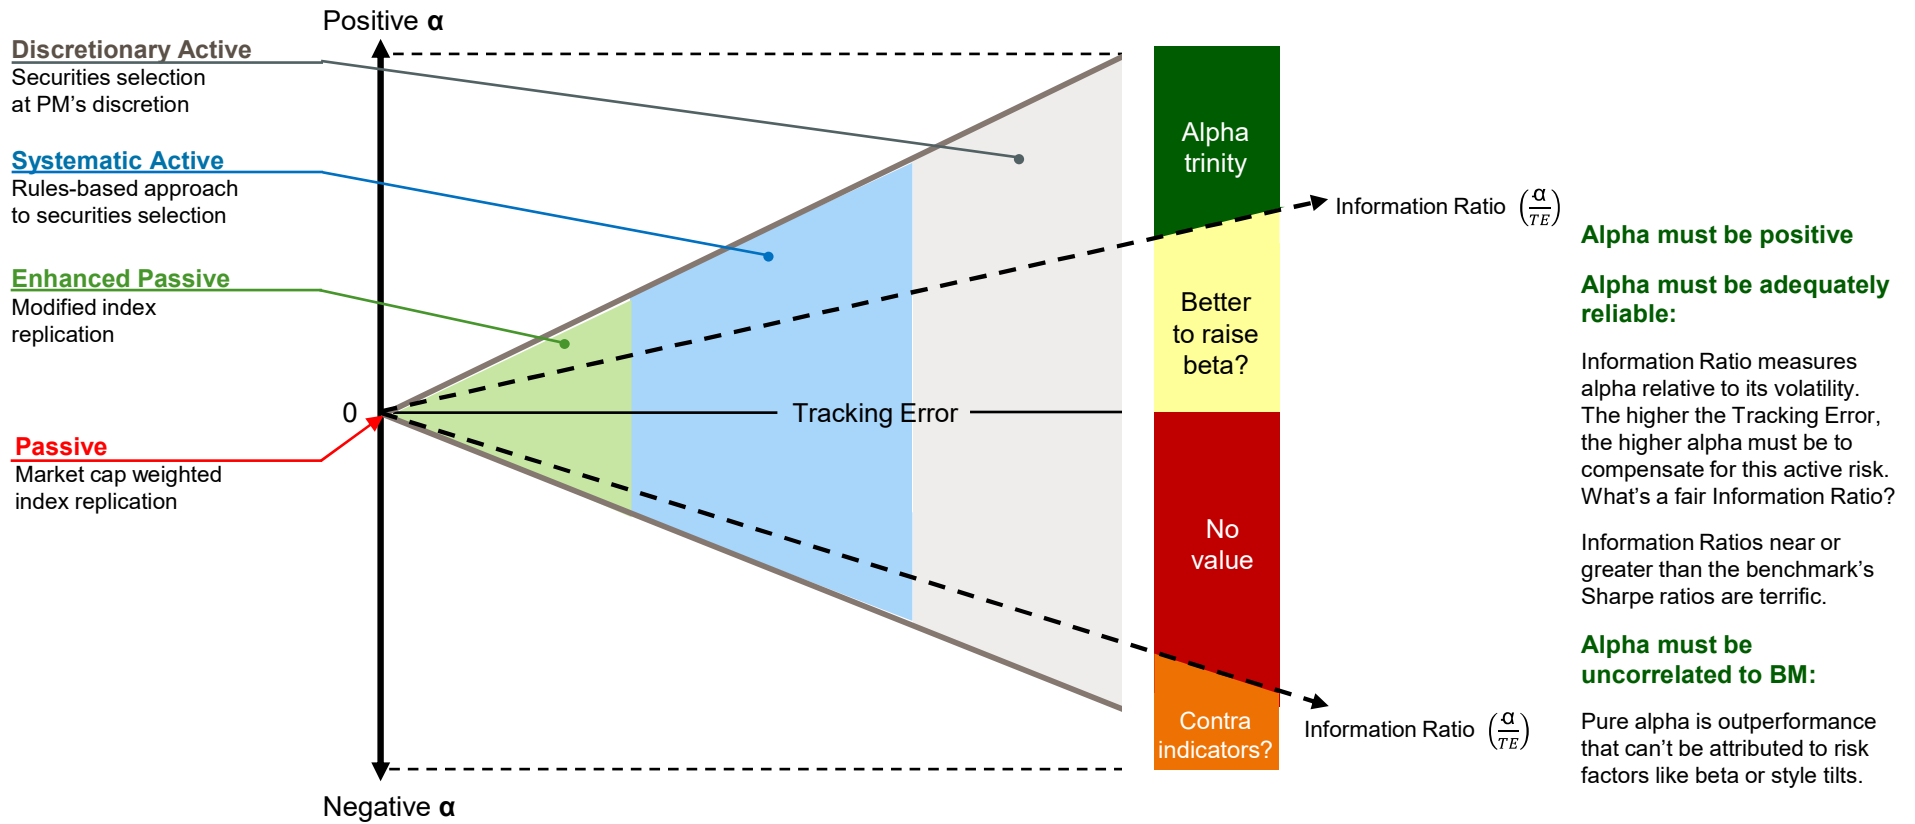 Positive α
Discretionary Active
Securities selection
at PM’s discretion
Systematic Active
Rules-based approach
to securities selection
Enhanced Passive
Modified index
replication
0
Passive
Market cap weighted
index replication
Negative α
Tracking Error
Alpha
trinity
Better
to raise
beta?
No
value
Contra
indicators?
Information Ratio (α/TE)
Information Ratio (α/TE)
Alpha must be positive
Alpha must be adequately
reliable:
Information Ratio measures
alpha relative to its volatility.
The higher the Tracking Error,
the higher alpha must be to
compensate for this active risk.
What’s a fair Information Ratio?
Information Ratios near or
greater than the benchmark’s
Sharpe ratios are terrific.
Alpha must be
uncorrelated to BM:
Pure alpha is outperformance
that can’t be attributed to risk
factors like beta or style tilts.